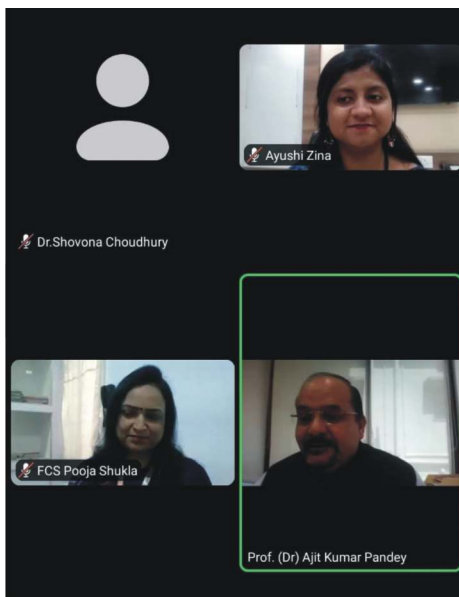 Ayushi Zina
Dr.Shovona Choudhury
FCS Pooja Shukla
Prof. (Dr) Ajit Kumar Pandey